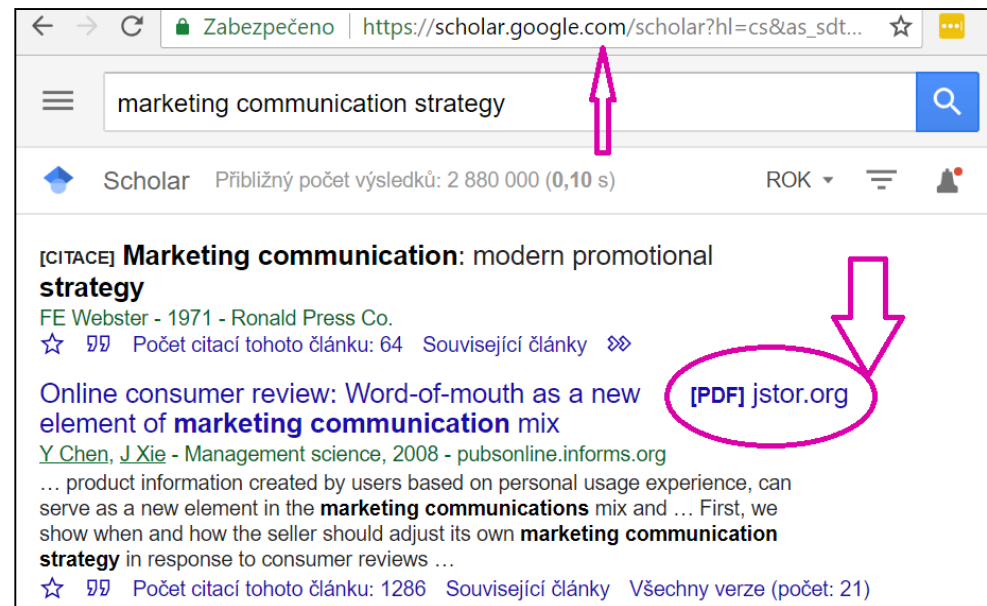 Zabezpečeno | https://scholar.google.com/scholar?hl=cs&as_sdt...
marketing communication strategy
Scholar Přibližný počet výsledků: 2 880 000 (0,10 s) ROK
[CITACE] Marketing communication: modern promotional
strategy
FE Webster - 1971 - Ronald Press Co.
Počet citací tohoto článku: 64 Související články
Online consumer review: Word-of-mouth as a new [PDF] jstor.org
element of marketing communication mix
Y Chen, J Xie - Management science, 2008 - pubsonline.informs.org
… product information created by users based on personal usage experience, can
serve as a new element in the marketing communications mix and … First, we
show when and how the seller should adjust its own marketing communication
strategy in response to consumer reviews …
Počet citací tohoto článku: 1286 Související články Všechny verze (počet: 21)